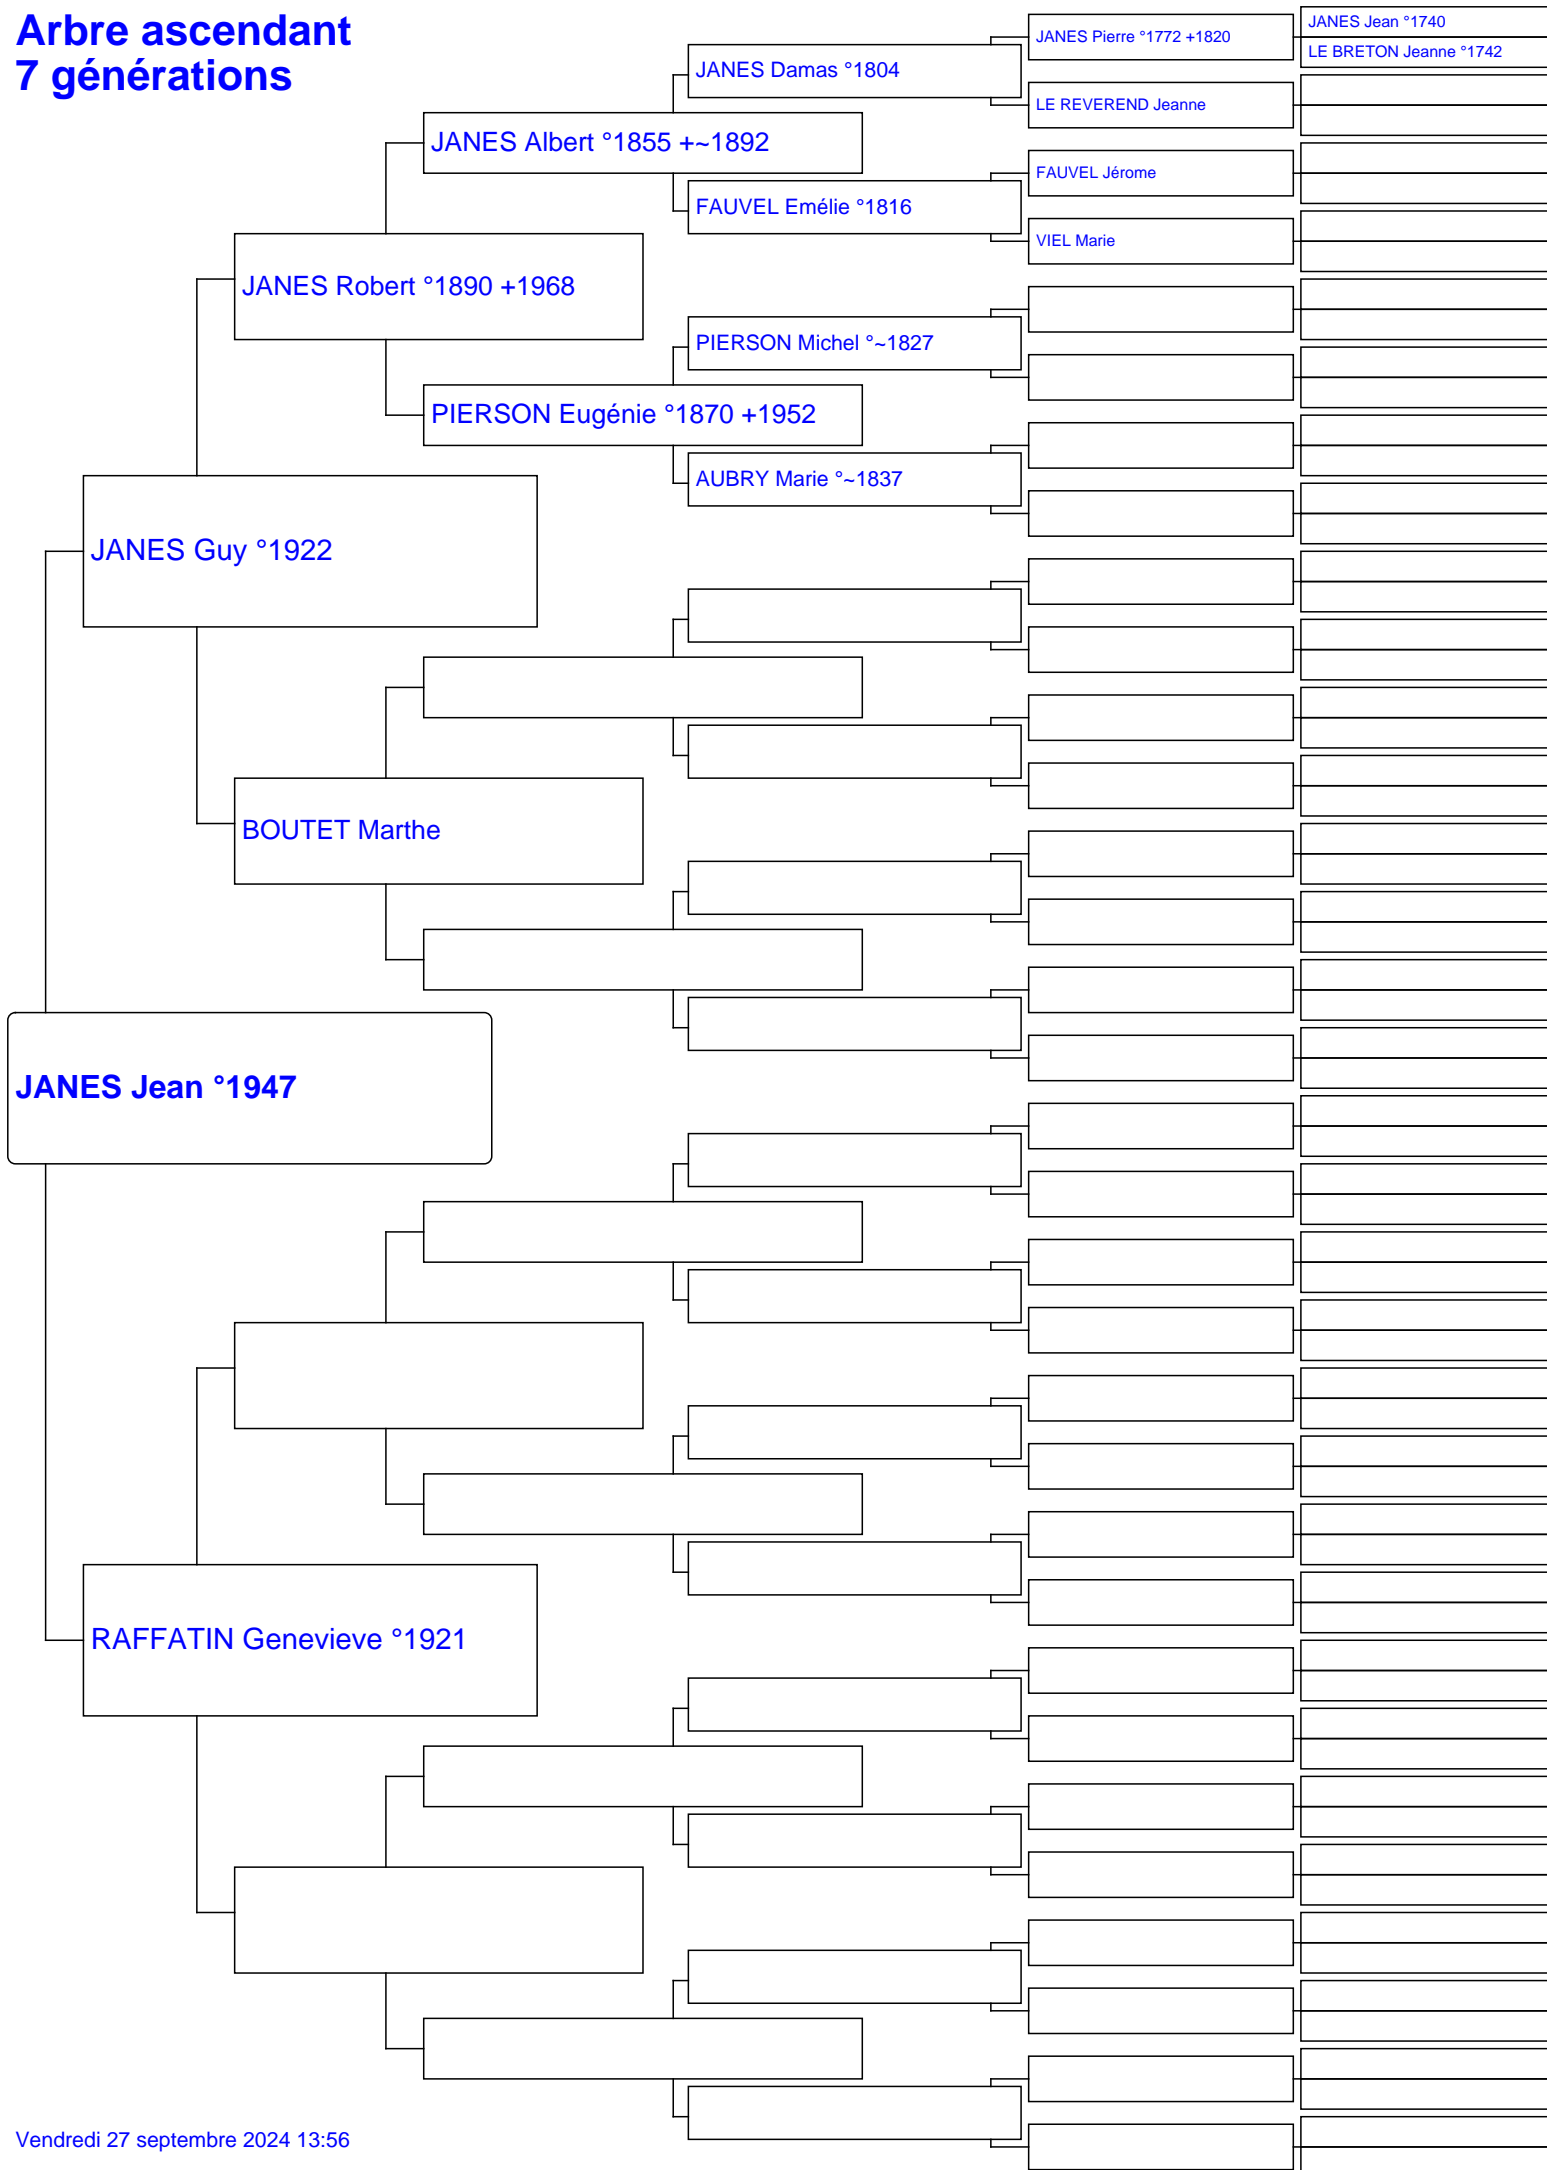 Arbre ascendant
7 générations
JANES Jean °1740
LE BRETON Jeanne °1742
JANES Pierre °1772 +1820
JANES Damas °1804
LE REVEREND Jeanne
JANES Albert °1855 +~1892
FAUVEL Jérome
FAUVEL Emélie °1816
VIEL Marie
JANES Robert °1890 +1968
PIERSON Michel °~1827
PIERSON Eugénie °1870 +1952
AUBRY Marie °~1837
JANES Guy °1922
BOUTET Marthe
JANES Jean °1947
RAFFATIN Genevieve °1921
Vendredi 27 septembre 2024 13:56